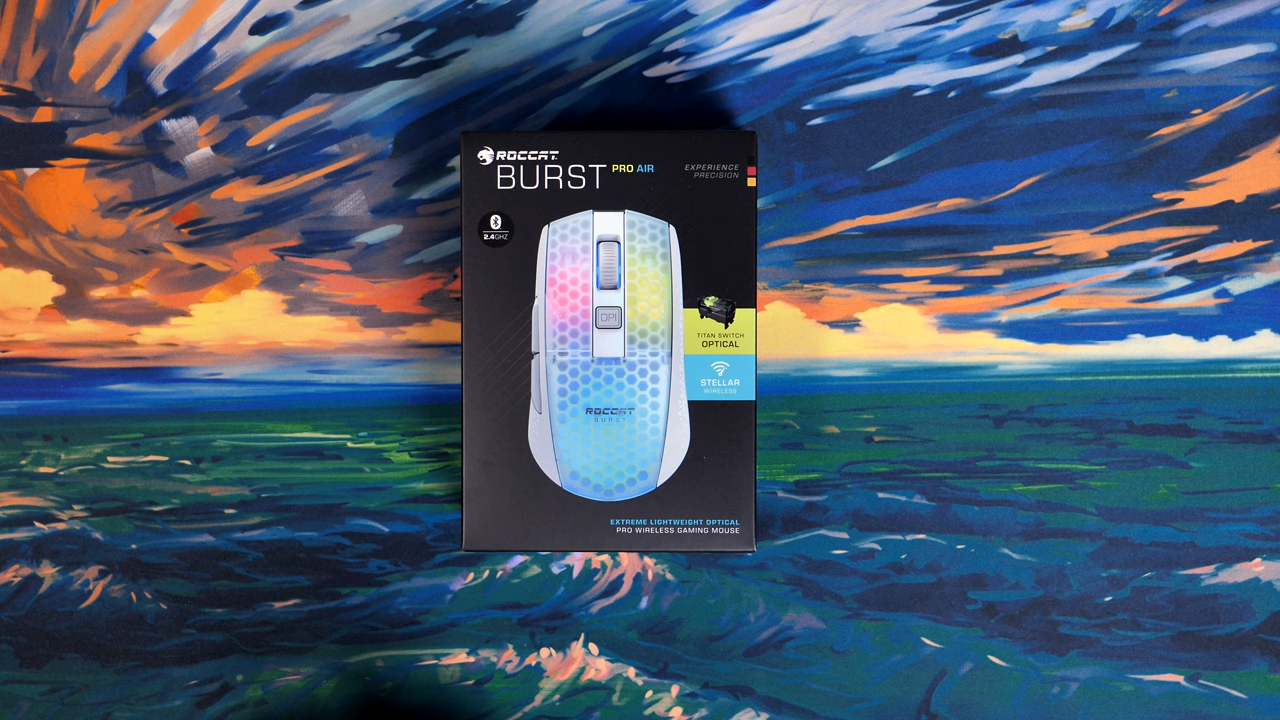 ROCCAT
BURST PRO AIR
EXPERIENCE
PRECISION
2.4GHZ
DPI
TITAN SWITCH
OPTICAL
STELLAR
WIRELESS
ROCCAT
BURST
EXTREME LIGHTWEIGHT OPTICAL
PRO WIRELESS GAMING MOUSE